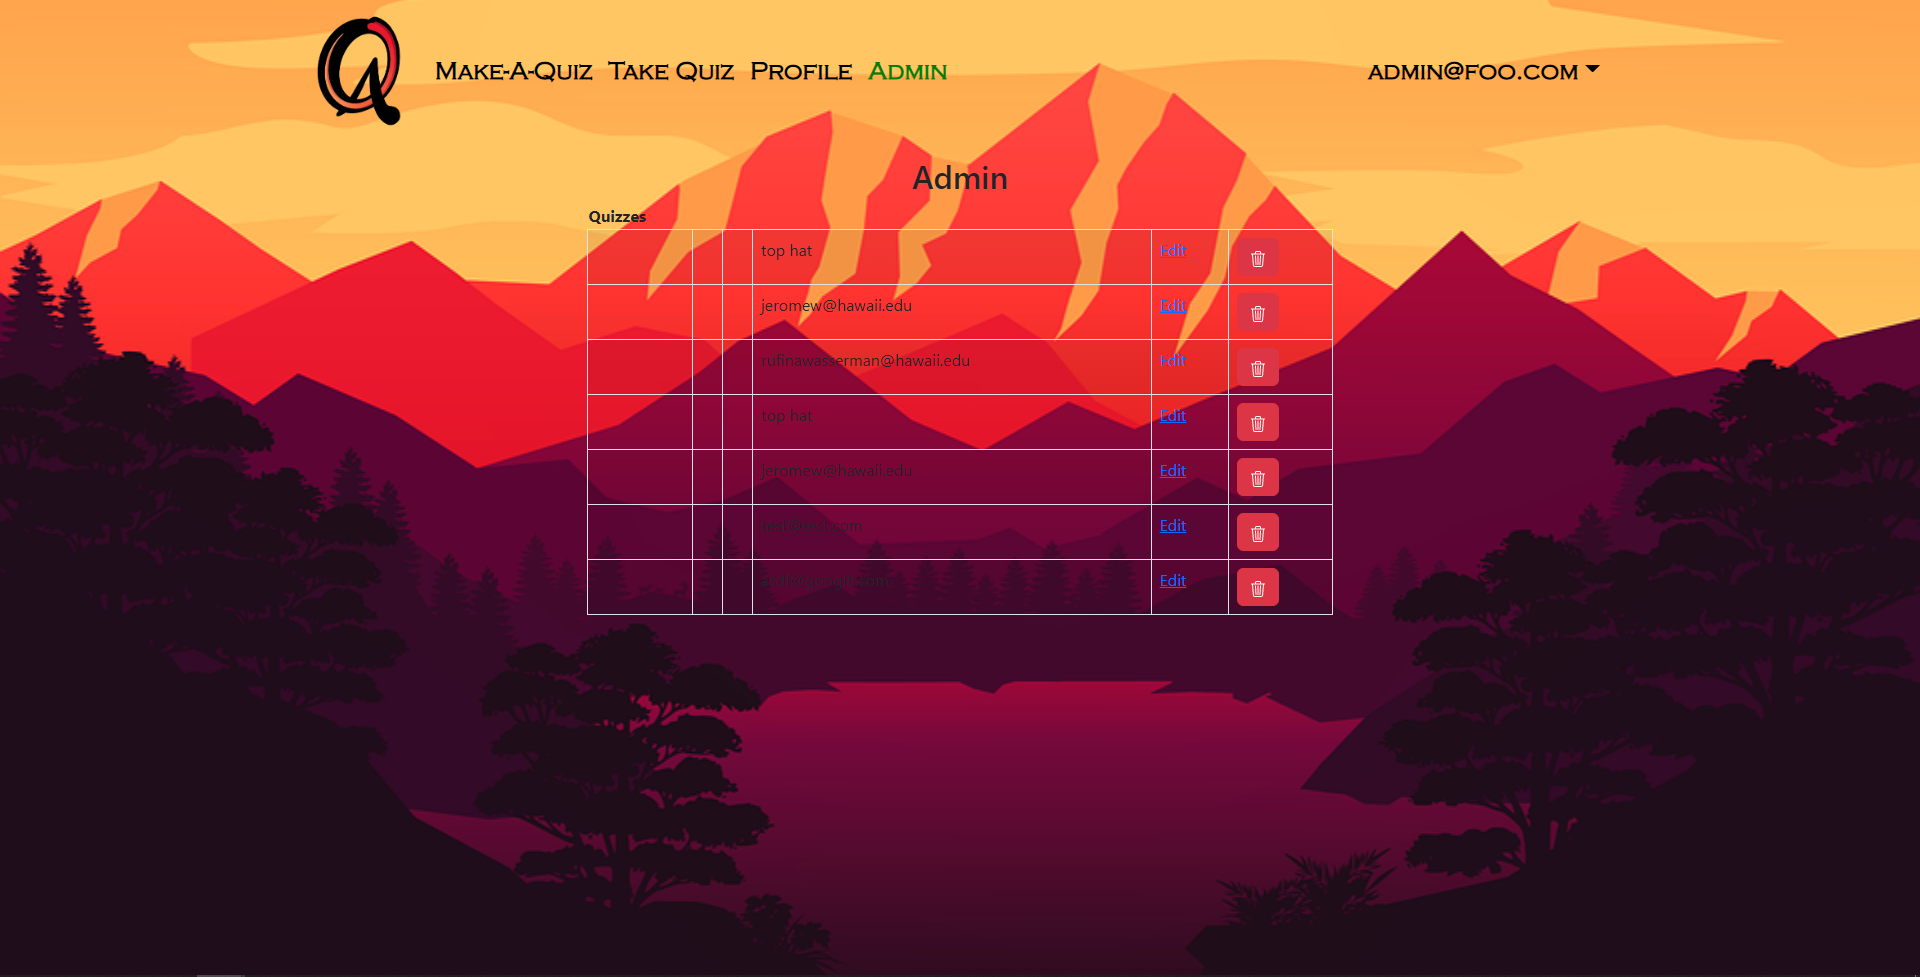 Make-A-Quiz Take Quiz Profile Admin admin@foo.com
Admin
Quizzes
top hat Edit
jeromew@hawaii.edu Edit
rufinawasserman@hawaii.edu Edit
top hat Edit
jeromew@hawaii.edu Edit
Edit
Edit